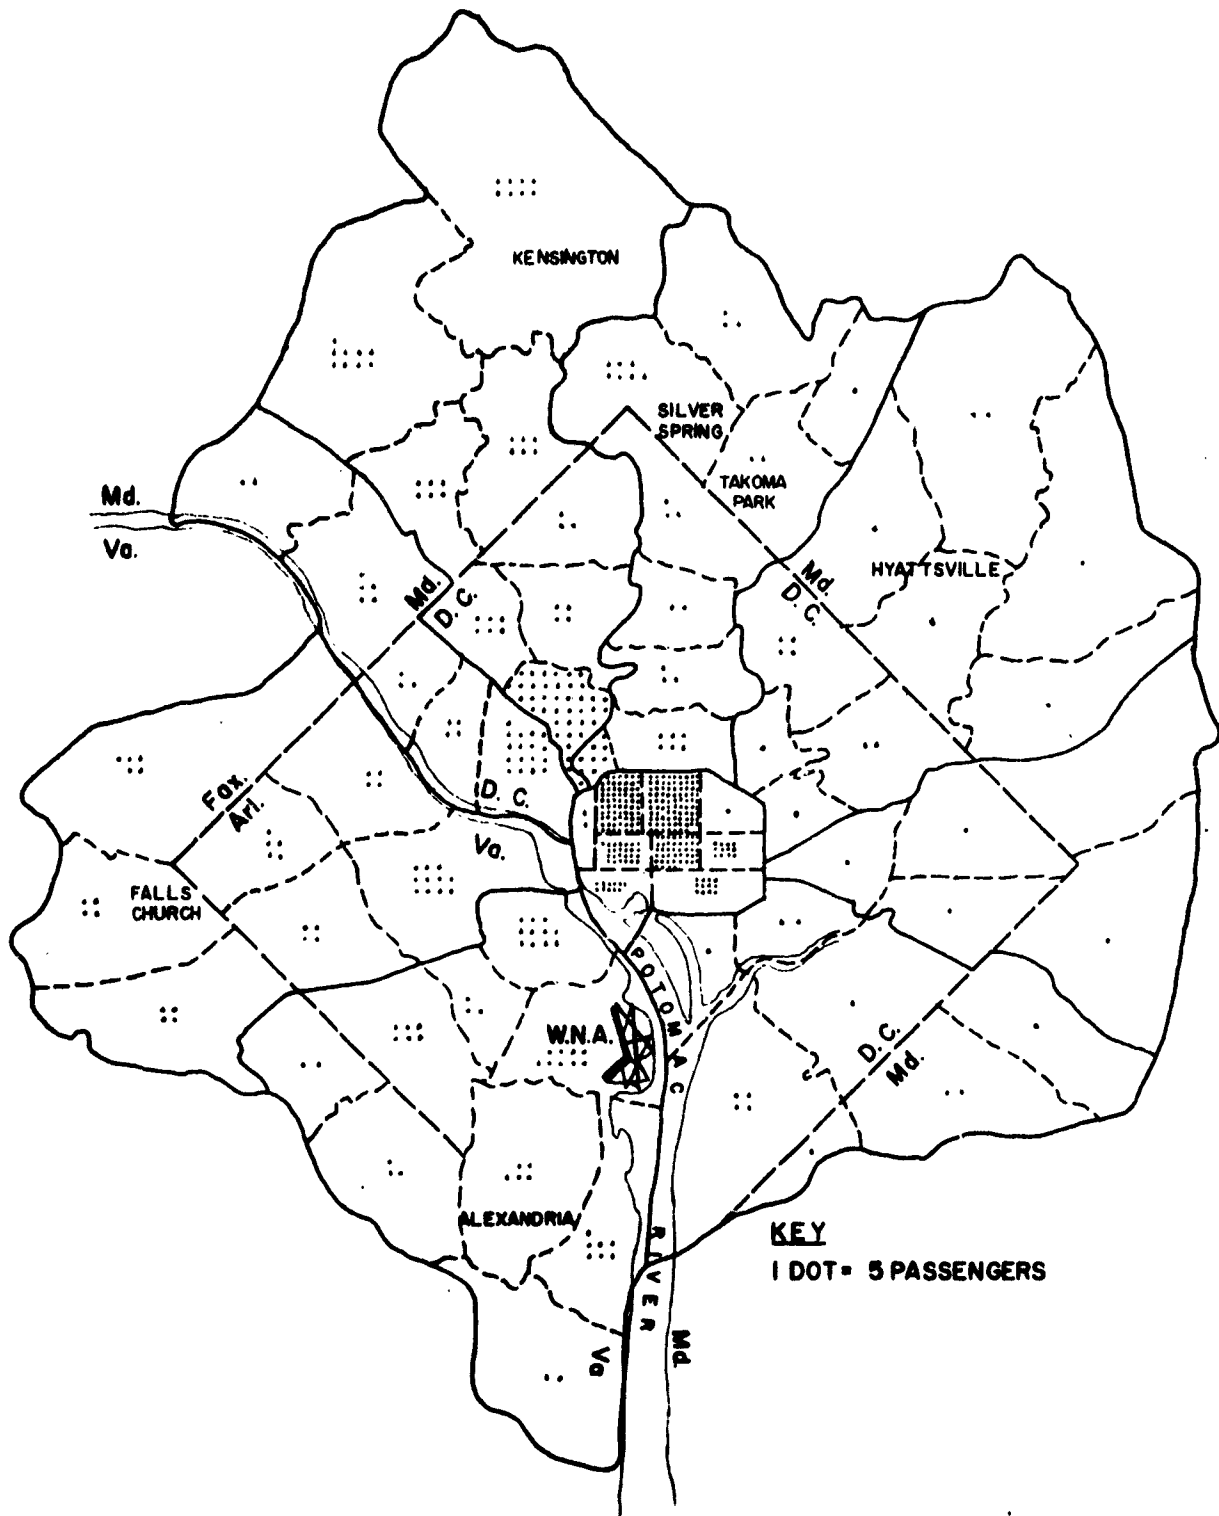 KENSINGTON
SILVER
SPRING
TAKOMA
PARK
Md.
Va.
HYATTSVILLE
Md.
D.C.
Md.
D.C.
Fax.
Arl.
D. C.
Va.
FALLS
CHURCH
POTOMAC
W.N.A.
D.C.
Md.
ALEXANDRIA
RIVER
KEY
1 DOT = 5 PASSENGERS
Md.
Va